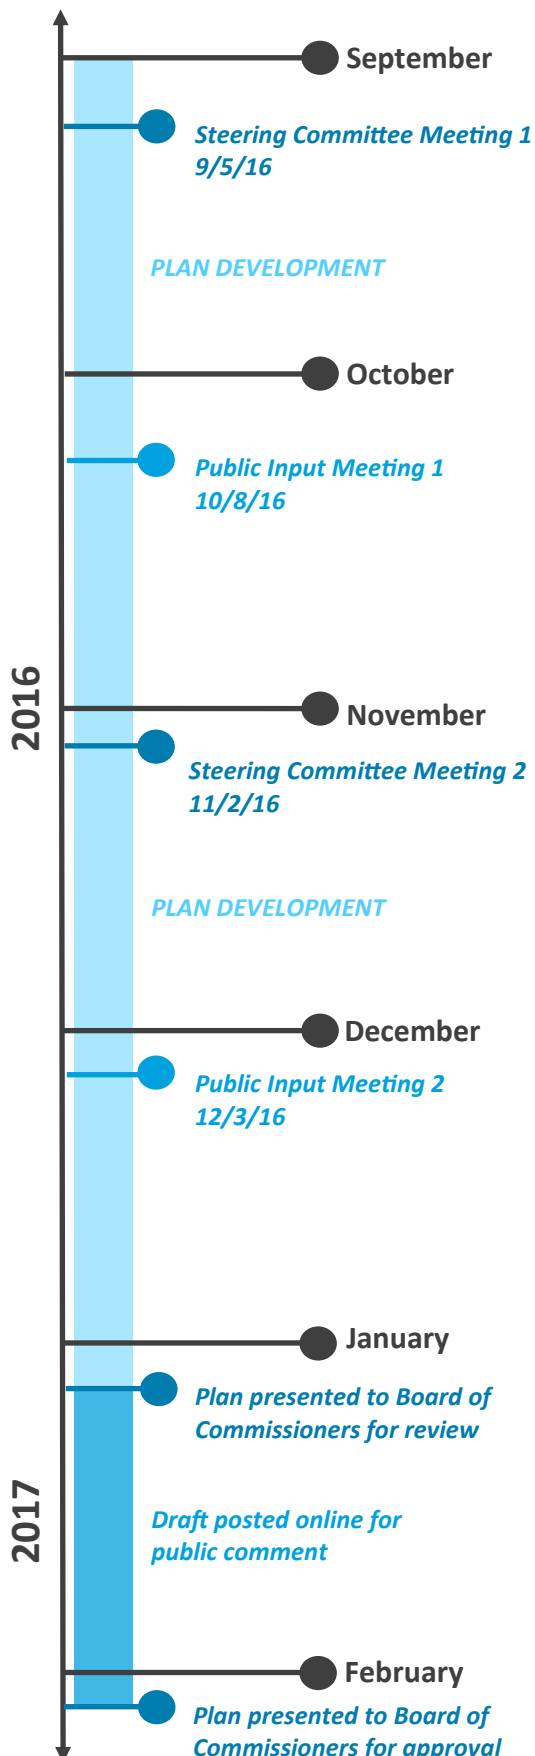 September
Steering Committee Meeting 1
9/5/16
PLAN DEVELOPMENT
October
Public Input Meeting 1
10/8/16
2016
November
Steering Committee Meeting 2
11/2/16
PLAN DEVELOPMENT
December
Public Input Meeting 2
12/3/16
January
Plan presented to Board of
Commissioners for review
2017
Draft posted online for
public comment
February
Plan presented to Board of
Commissioners for approval